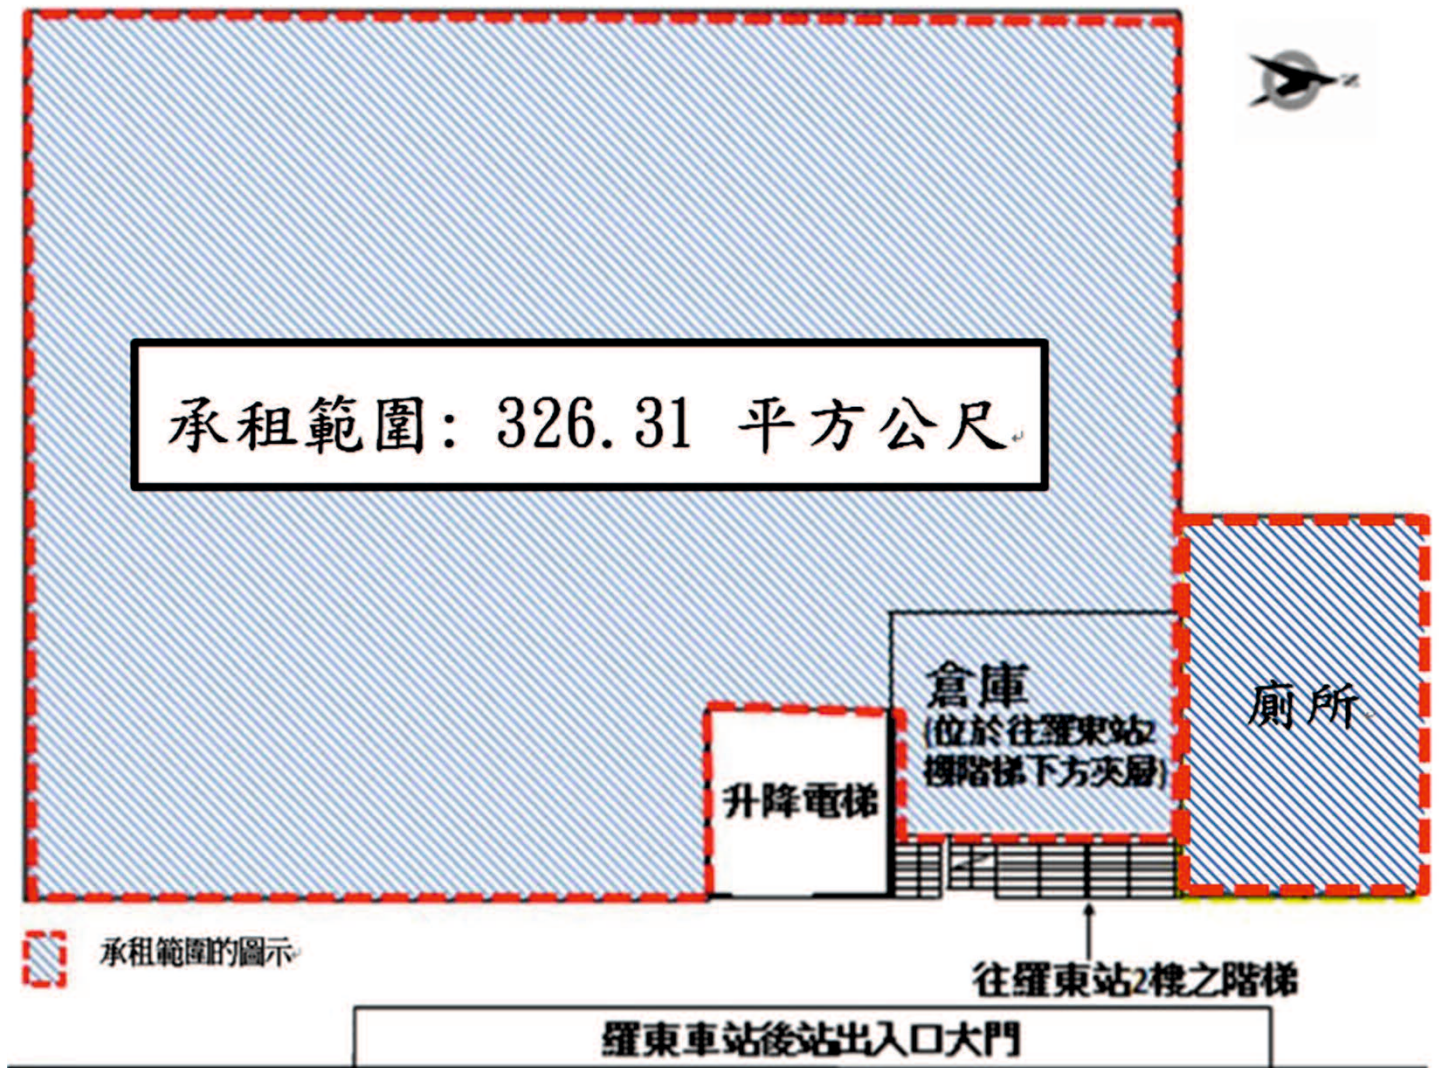 N
承租範圍: 326.31 平方公尺
倉庫
(位於往羅東站2
樓階梯下方夾層)
廁所
升降電梯
承租範圍的圖示
往羅東站2樓之階梯
羅東車站後站出入口大門